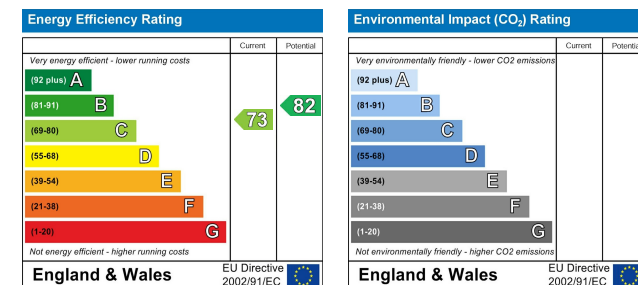 Energy Efficiency Rating
Current Potential
Very energy efficient - lower running costs
(92 plus) A
(81-91) B
(69-80) C
(55-68) D
(39-54) E
(21-38) F
(1-20) G
73
82
Not energy efficient - higher running costs
England & Wales
EU Directive
2002/91/EC
Environmental Impact (CO₂) Rating
Current Potential
Very environmentally friendly - lower CO2 emissions
(92 plus) A
(81-91) B
(69-80) C
(55-68) D
(39-54) E
(21-38) F
(1-20) G
Not environmentally friendly - higher CO2 emissions
England & Wales
EU Directive
2002/91/EC